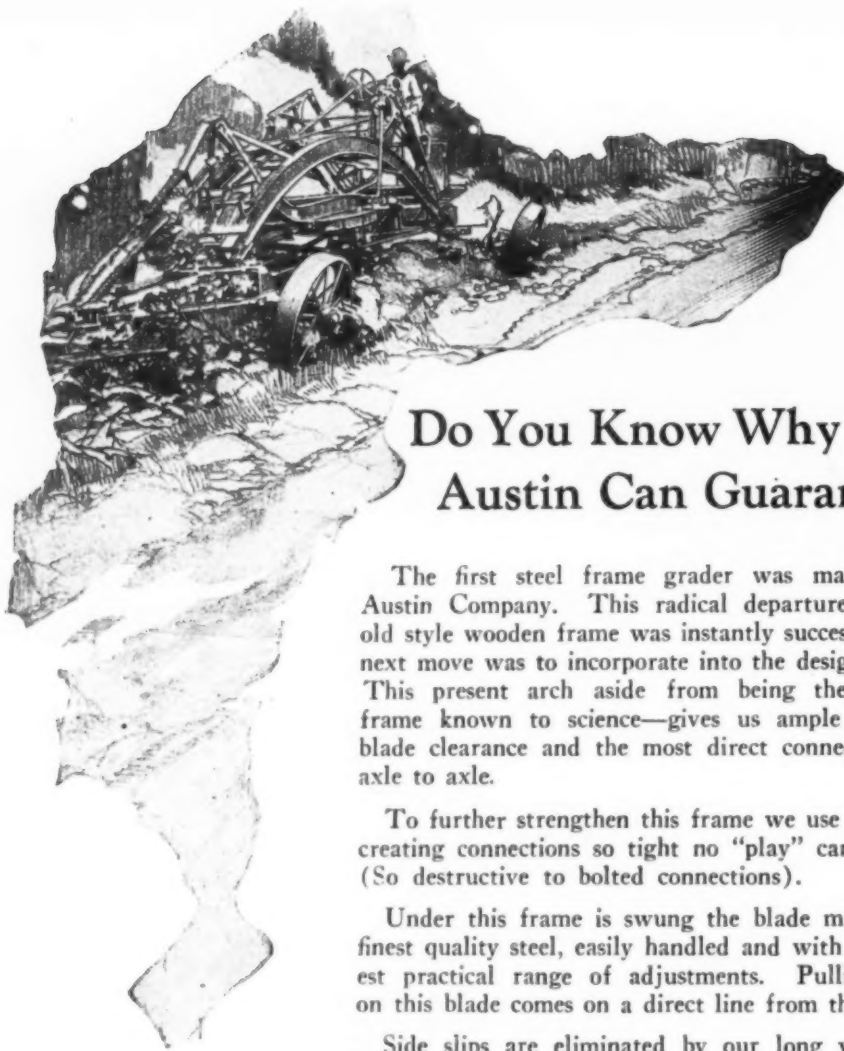 Do You Know Why
Austin Can Guaran
The first steel frame grader was ma
Austin Company. This radical departure
old style wooden frame was instantly succes
next move was to incorporate into the desig
This present arch aside from being the
frame known to science—gives us ample
blade clearance and the most direct conne
axle to axle.
To further strengthen this frame we use
creating connections so tight no "play" can
(So destructive to bolted connections).
Under this frame is swung the blade m
finest quality steel, easily handled and with
est practical range of adjustments. Pull
on this blade comes on a direct line from th
Side slips are eliminated by our long w